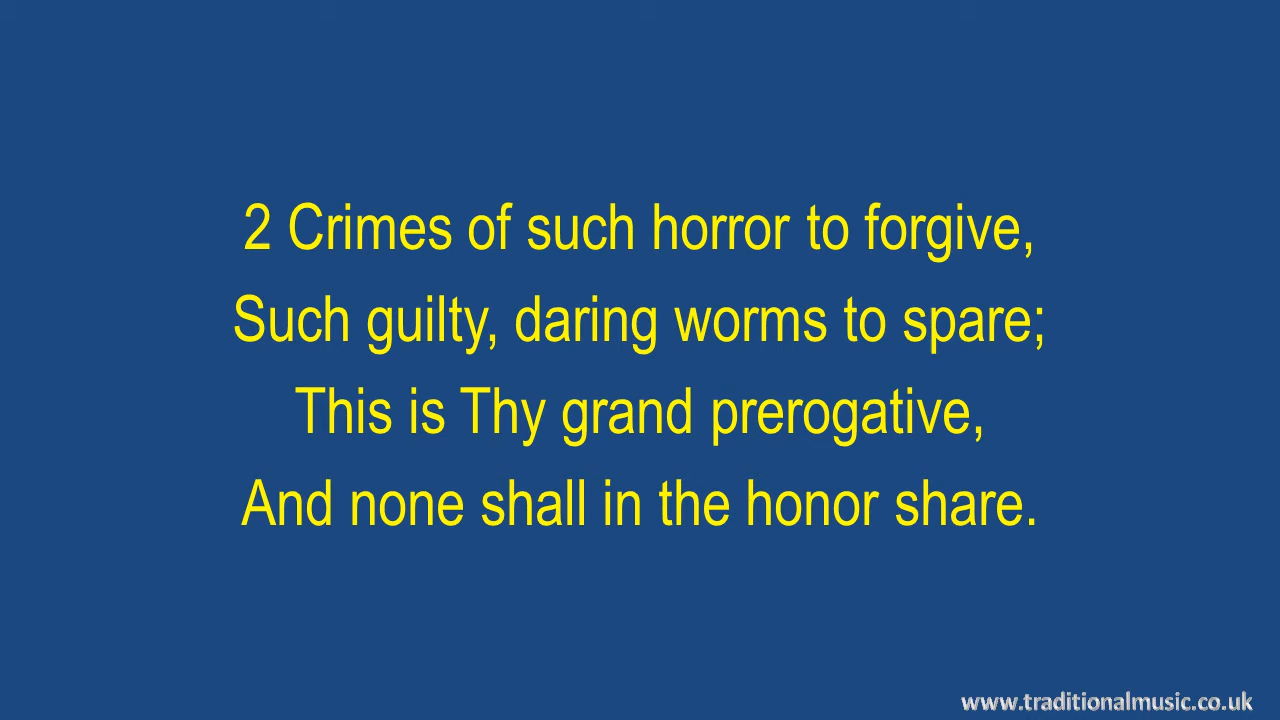 2 Crimes of such horror to forgive,
Such guilty, daring worms to spare;
This is Thy grand prerogative,
And none shall in the honor share.
www.traditionalmusic.co.uk